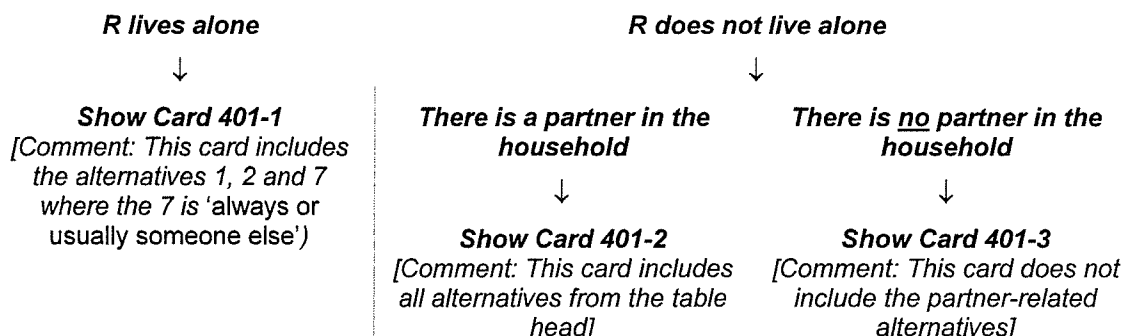 R lives alone
R does not live alone
↓
↓
Show Card 401-1
[Comment: This card includes
the alternatives 1, 2 and 7
where the 7 is 'always or
usually someone else')
There is a partner in the
household
↓
Show Card 401-2
[Comment: This card includes
all alternatives from the table
head]
There is no partner in the
household
↓
Show Card 401-3
[Comment: This card does not
include the partner-related
alternatives]